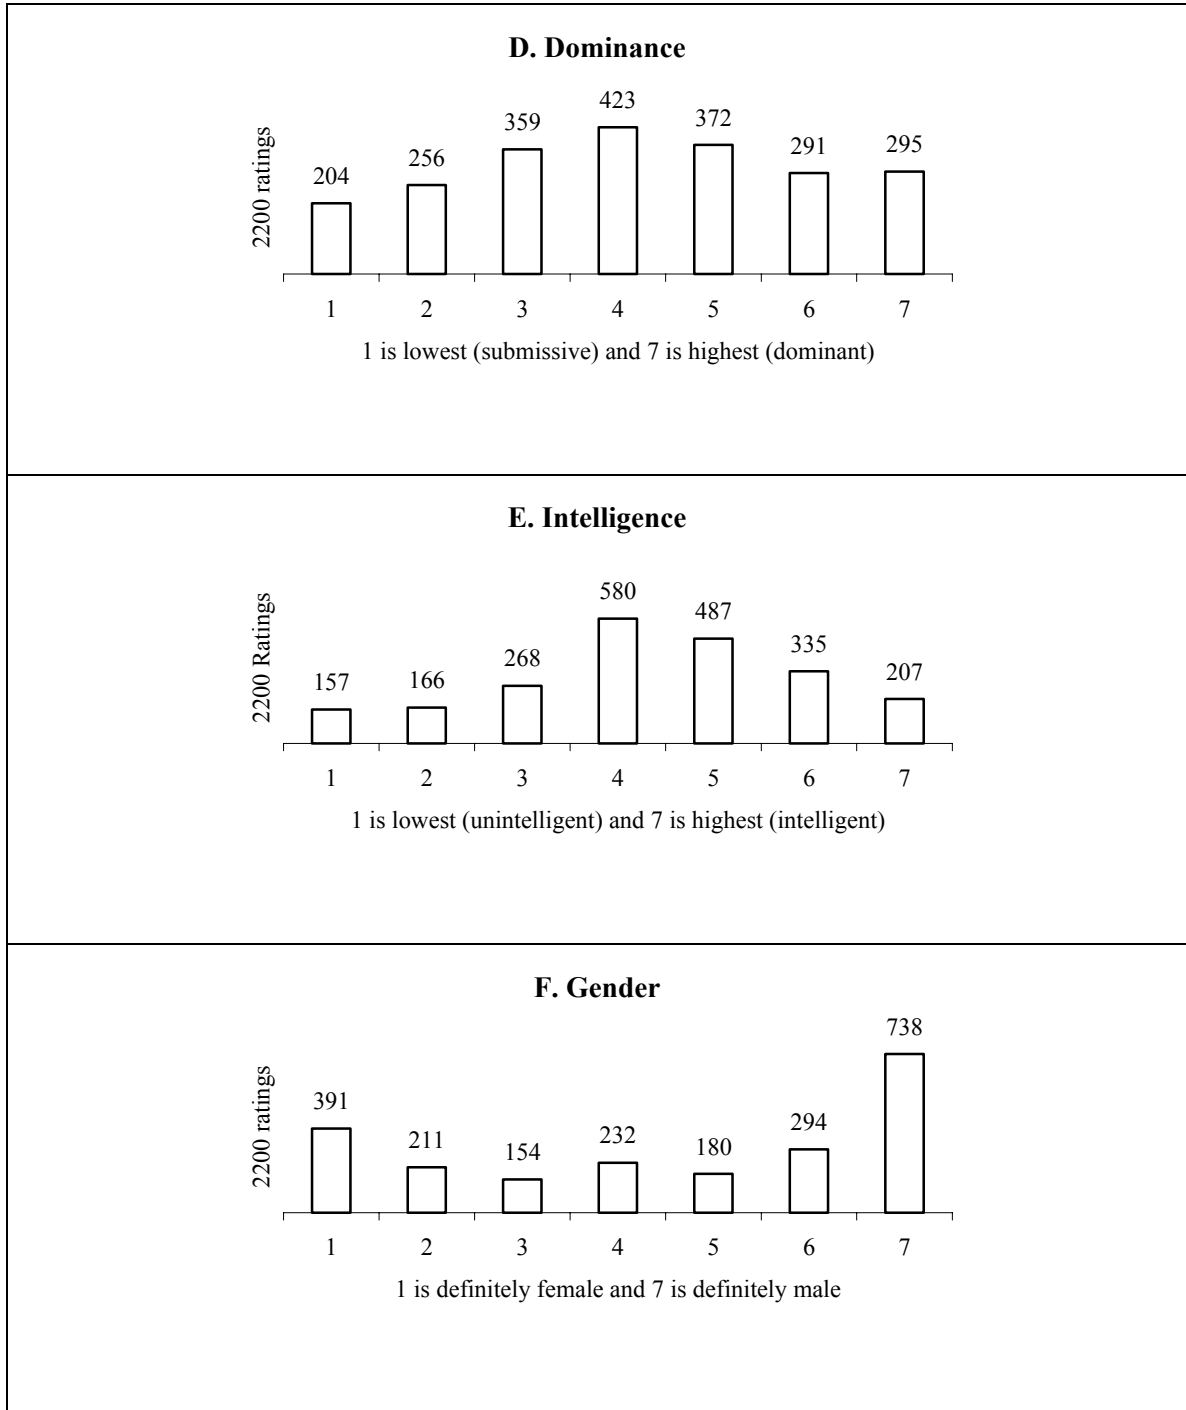 D. Dominance
2200 ratings
204
256
359
423
372
291
295
1 2 3 4 5 6 7
1 is lowest (submissive) and 7 is highest (dominant)
E. Intelligence
2200 Ratings
157
166
268
580
487
335
207
1 2 3 4 5 6 7
1 is lowest (unintelligent) and 7 is highest (intelligent)
F. Gender
2200 ratings
391
211
154
232
180
294
738
1 2 3 4 5 6 7
1 is definitely female and 7 is definitely male